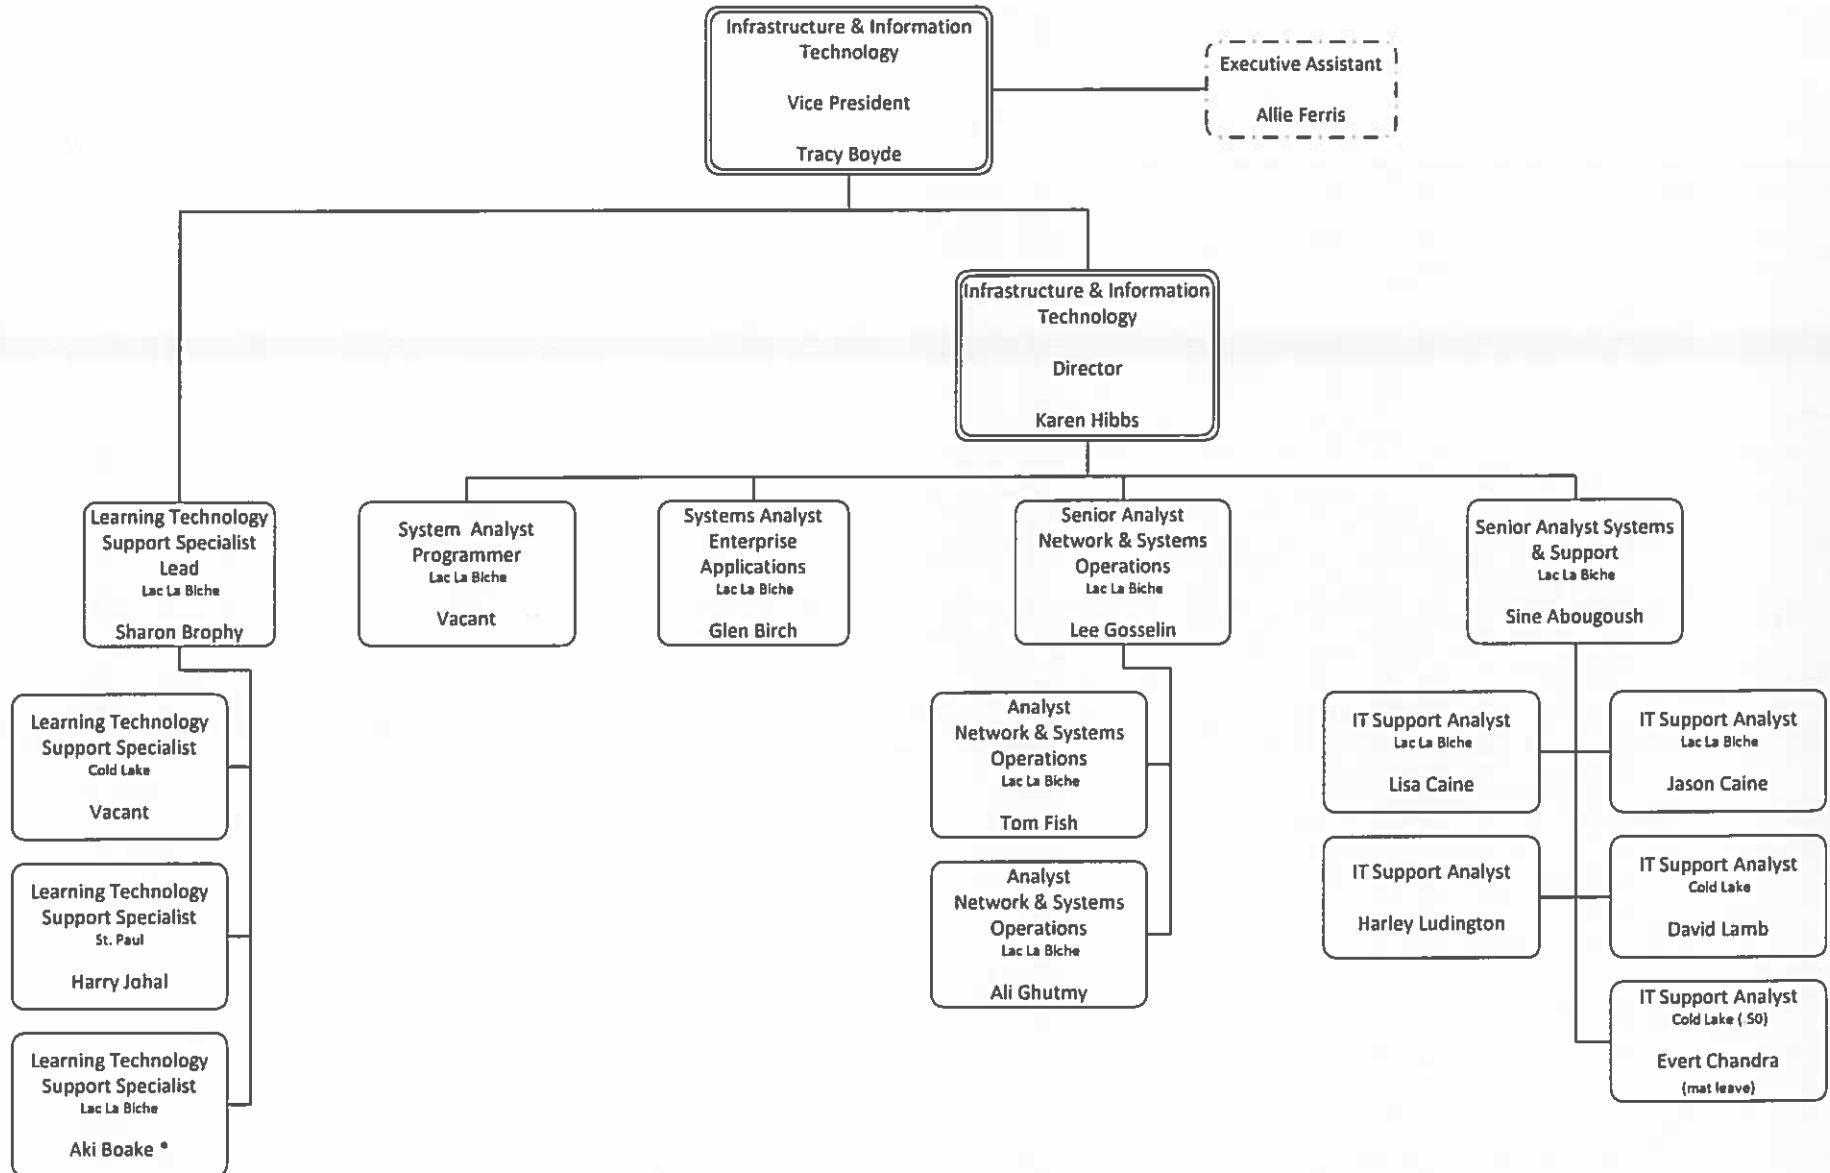 Infrastructure & Information
Technology
Vice President
Tracy Boyde
Executive Assistant
Allie Ferris
Infrastructure & Information
Technology
Director
Karen Hibbs
Learning Technology
Support Specialist
Lead
Lac La Biche
Sharon Brophy
System Analyst
Programmer
Lac La Biche
Vacant
Systems Analyst
Enterprise
Applications
Lac La Biche
Glen Birch
Senior Analyst
Network & Systems
Operations
Lac La Biche
Lee Gosselin
Senior Analyst Systems
& Support
Lac La Biche
Sine Abougoush
Learning Technology
Support Specialist
Cold Lake
Vacant
Learning Technology
Support Specialist
St. Paul
Harry Johal
Learning Technology
Support Specialist
Lac La Biche
Aki Boake *
Analyst
Network & Systems
Operations
Lac La Biche
Tom Fish
Analyst
Network & Systems
Operations
Lac La Biche
Ali Ghutmy
IT Support Analyst
Lac La Biche
Lisa Caine
IT Support Analyst
Lac La Biche
Jason Caine
IT Support Analyst
Harley Ludington
IT Support Analyst
Cold Lake
David Lamb
IT Support Analyst
Cold Lake (.50)
Evert Chandra
(mat leave)